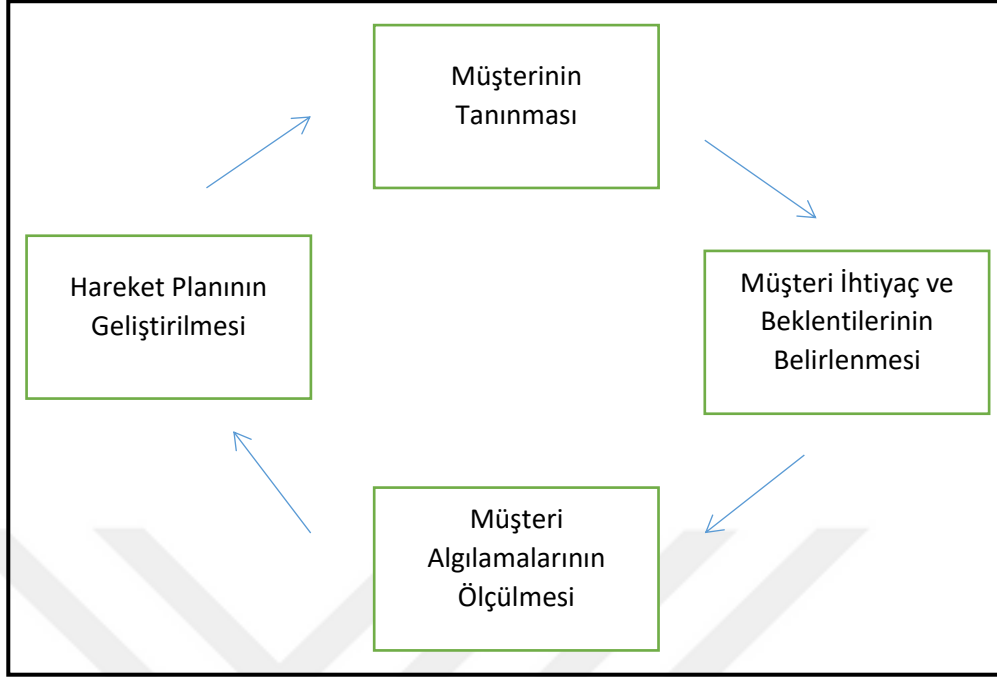 Müşterinin
Tanınması
Müşteri İhtiyaç ve
Beklentilerinin
Belirlenmesi
Müşteri
Algılamalarının
Ölçülmesi
Hareket Planının
Geliştirilmesi